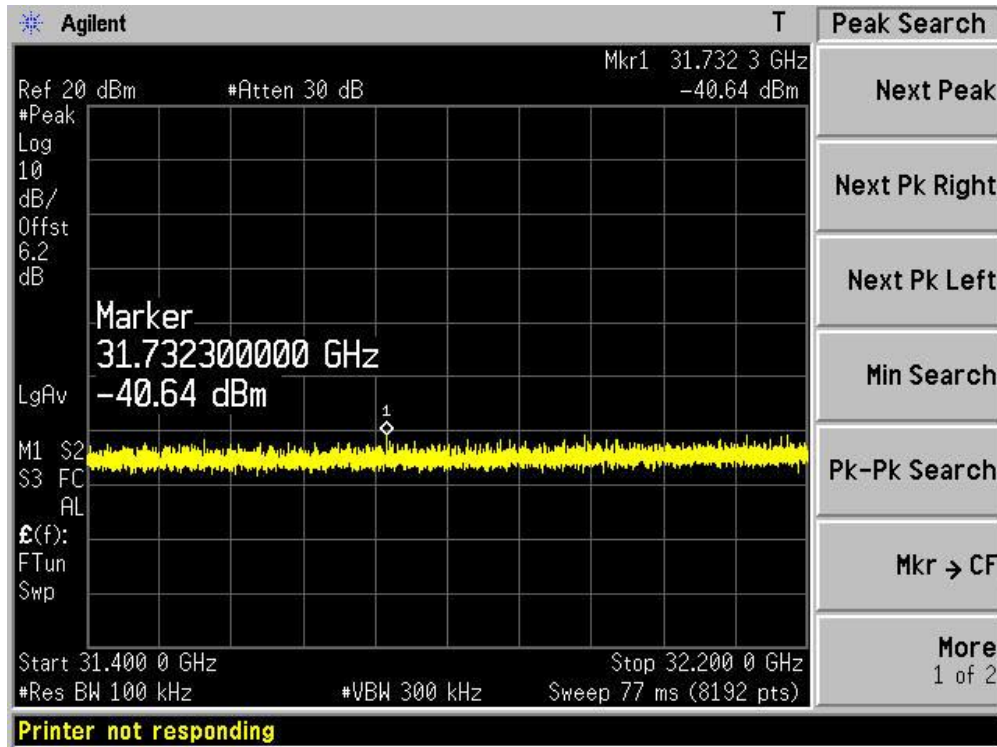 Agilent T Peak Search
Mkr1 31.732 3 GHz
Ref 20 dBm #Atten 30 dB -40.64 dBm
#Peak
Log
10
dB/
Offst
6.2
dB
Marker
31.732300000 GHz
-40.64 dBm
LgAv
1
M1 S2
S3 FC
AL
£(f):
FTun
Swp
Start 31.400 0 GHz Stop 32.200 0 GHz
#Res BW 100 kHz #VBW 300 kHz Sweep 77 ms (8192 pts)
Printer not responding
Next Peak
Next Pk Right
Next Pk Left
Min Search
Pk-Pk Search
Mkr → CF
More
1 of 2